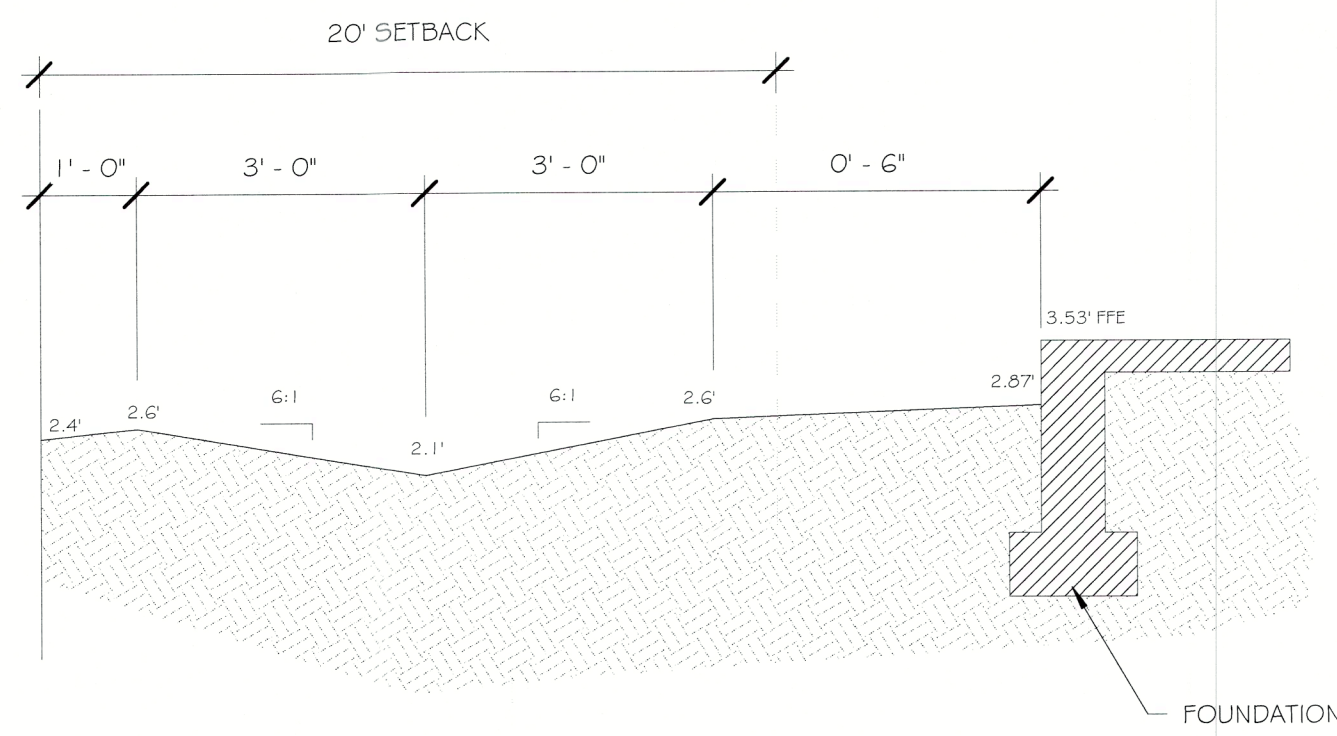 20' SETBACK
1' - 0" 3' - 0" 3' - 0" 0' - 6"
3.53' FFE
2.87'
6:1 6:1
2.4' 2.6' 2.6'
2.1'
FOUNDATION